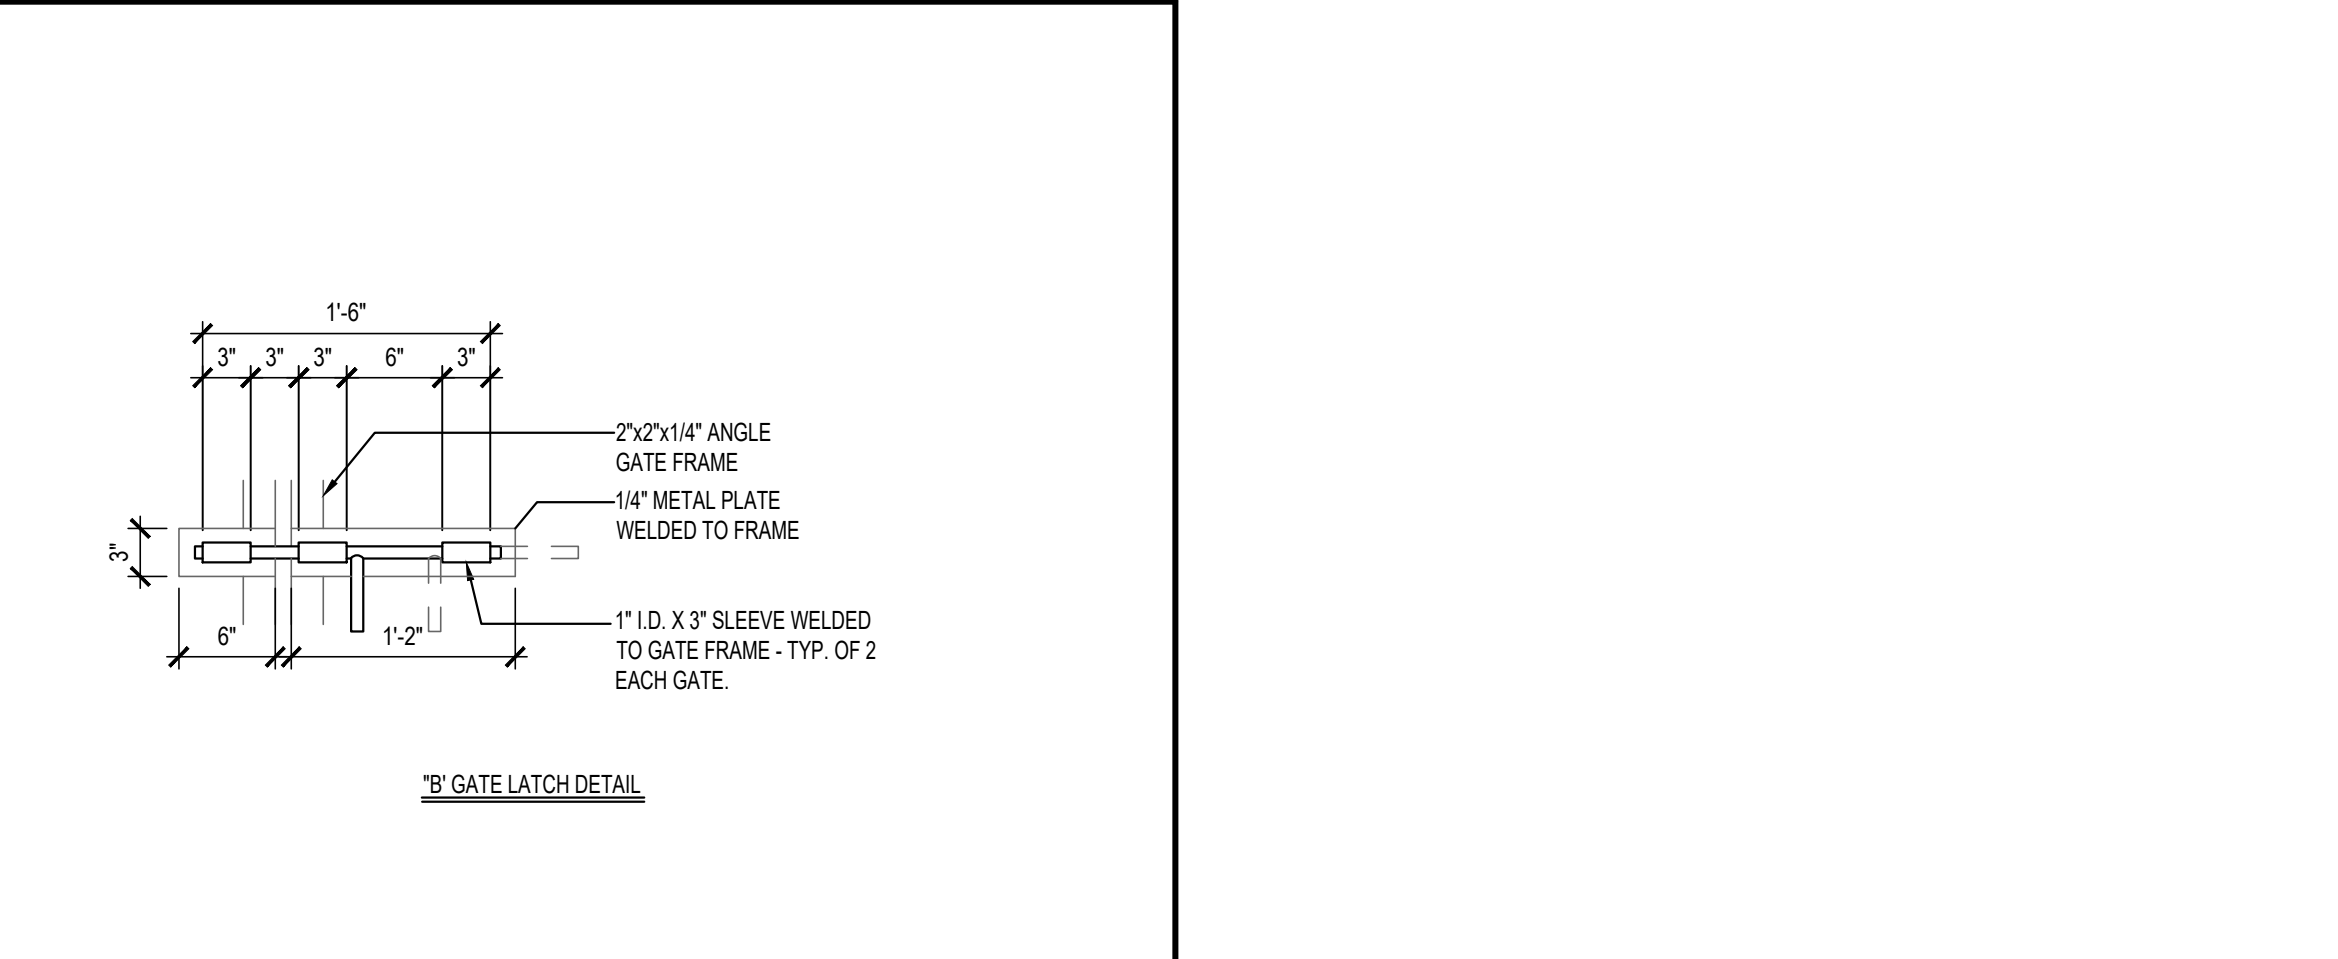 1'-6"
3" 3" 3" 6" 3"
2"x2"x1/4" ANGLE
GATE FRAME
1/4" METAL PLATE
WELDED TO FRAME
3"
1" I.D. X 3" SLEEVE WELDED
TO GATE FRAME - TYP. OF 2
EACH GATE.
6" 1'-2"
"B' GATE LATCH DETAIL